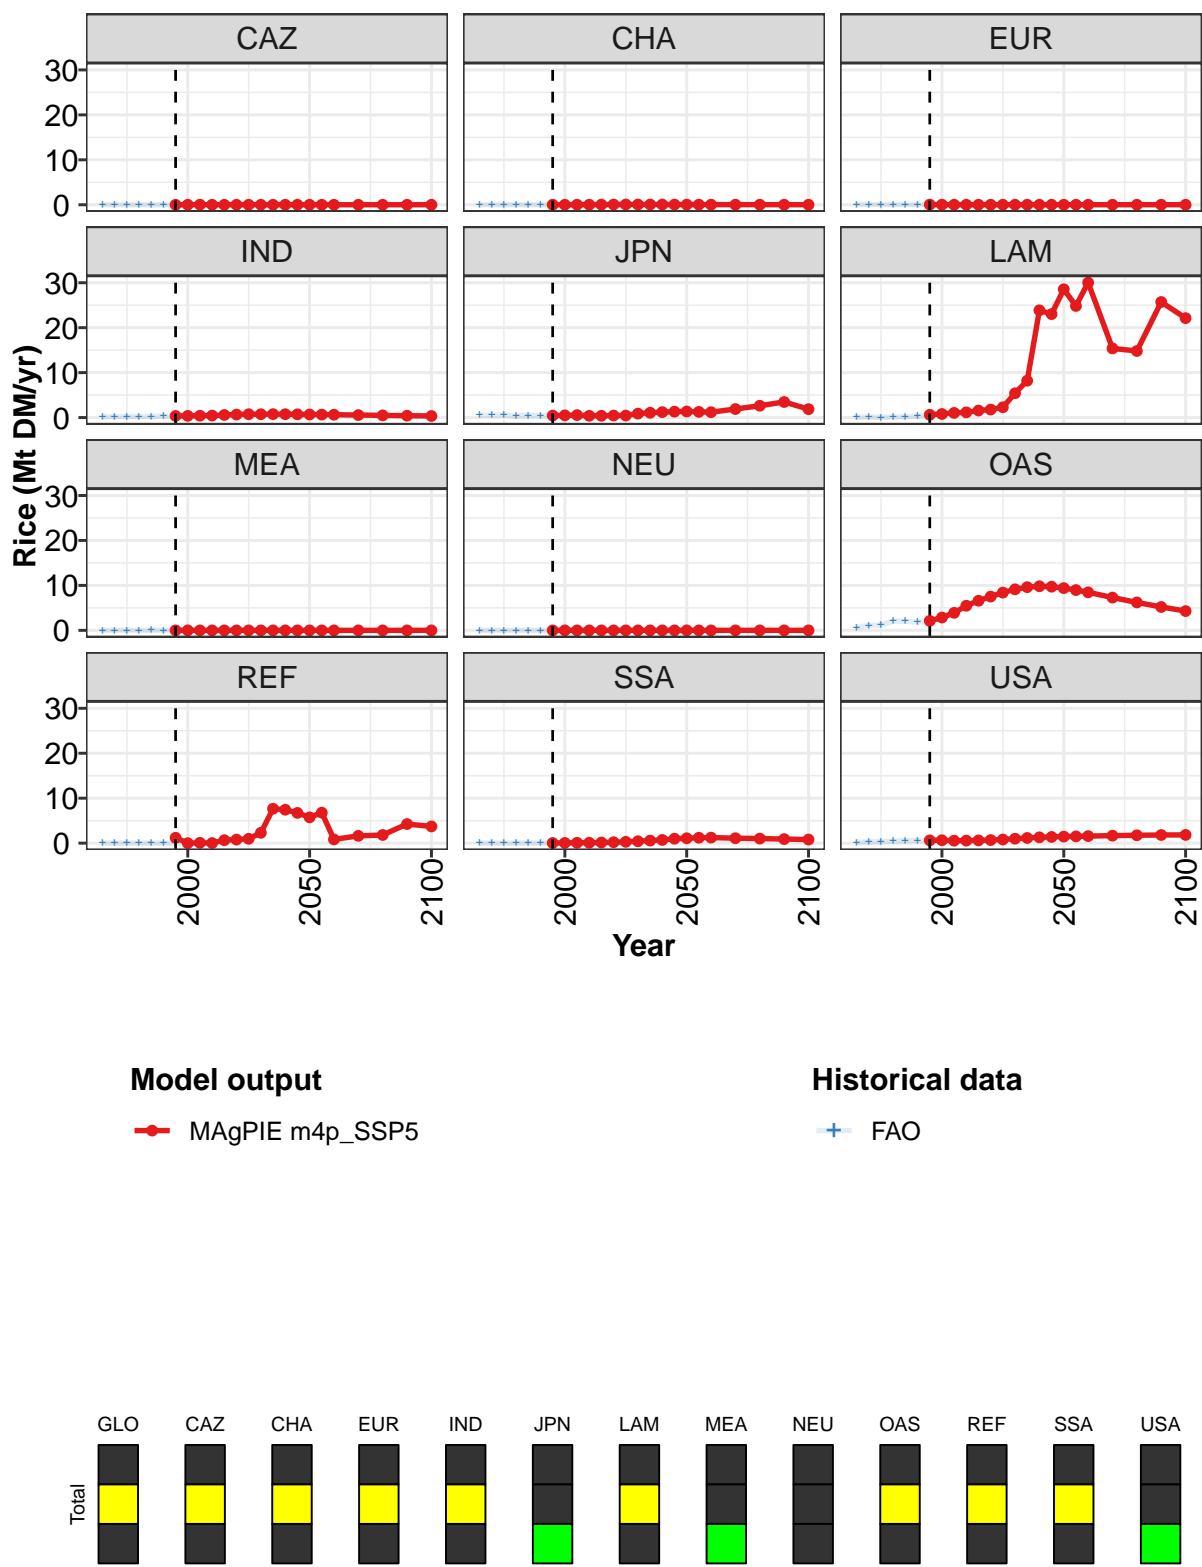 CAZ CHA EUR
30
20
10
0
IND JPN LAM
30
20
10
0
MEA NEU OAS
30
20
10
0
REF SSA USA
30
20
10
0
Rice (Mt DM/yr)
2000 2050 2100 2000 2050 2100 2000 2050 2100
Year
Model output Historical data
MAgPIE m4p_SSP5 FAO
GLO CAZ CHA EUR IND JPN LAM MEA NEU OAS REF SSA USA
Total